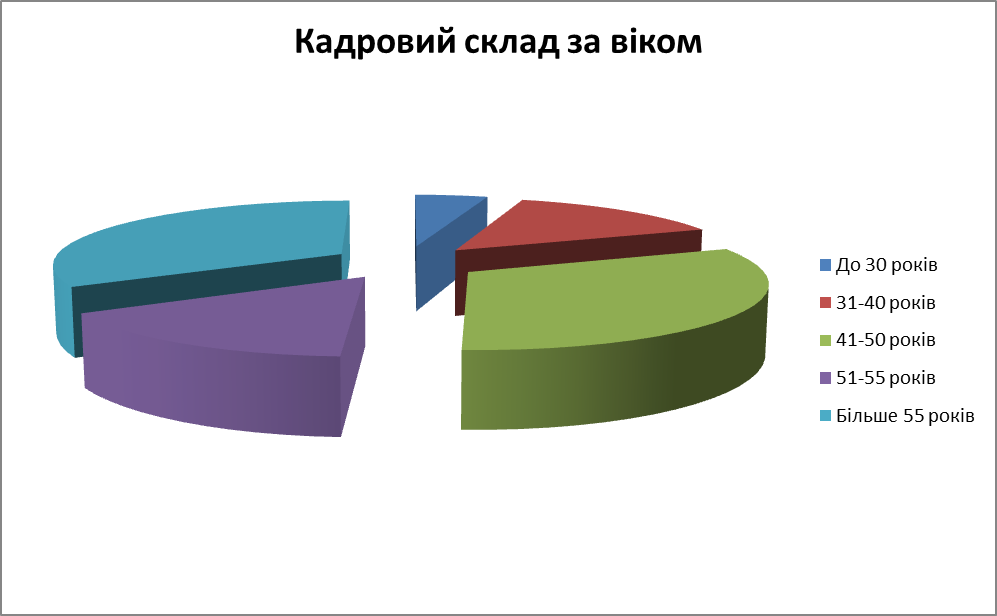 Кадровий склад за віком
До 30 років
31-40 років
41-50 років
51-55 років
Більше 55 років